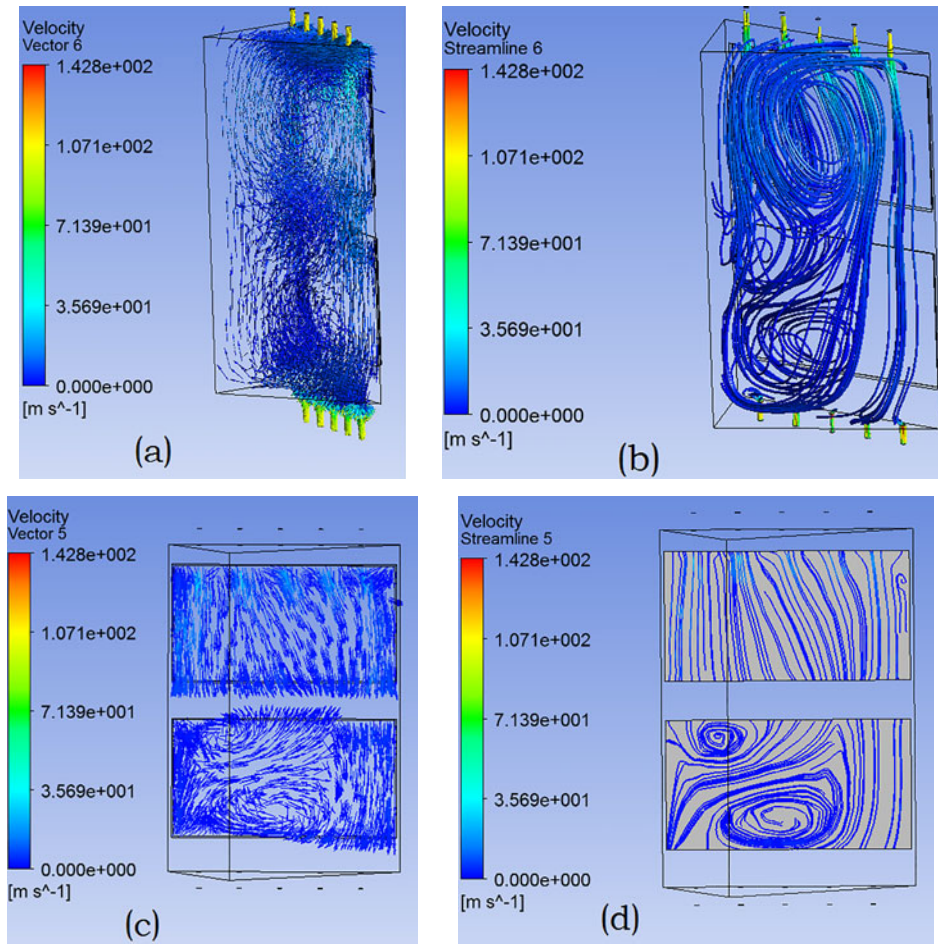 Velocity
Vector 6
1.428e+002
1.071e+002
7.139e+001
3.569e+001
0.000e+000
[m s^-1]
(a)
Velocity
Streamline 6
1.428e+002
1.071e+002
7.139e+001
3.569e+001
0.000e+000
[m s^-1]
(b)
Velocity
Vector 5
1.428e+002
1.071e+002
7.139e+001
3.569e+001
0.000e+000
[m s^-1]
(c)
Velocity
Streamline 5
1.428e+002
1.071e+002
7.139e+001
3.569e+001
0.000e+000
[m s^-1]
(d)